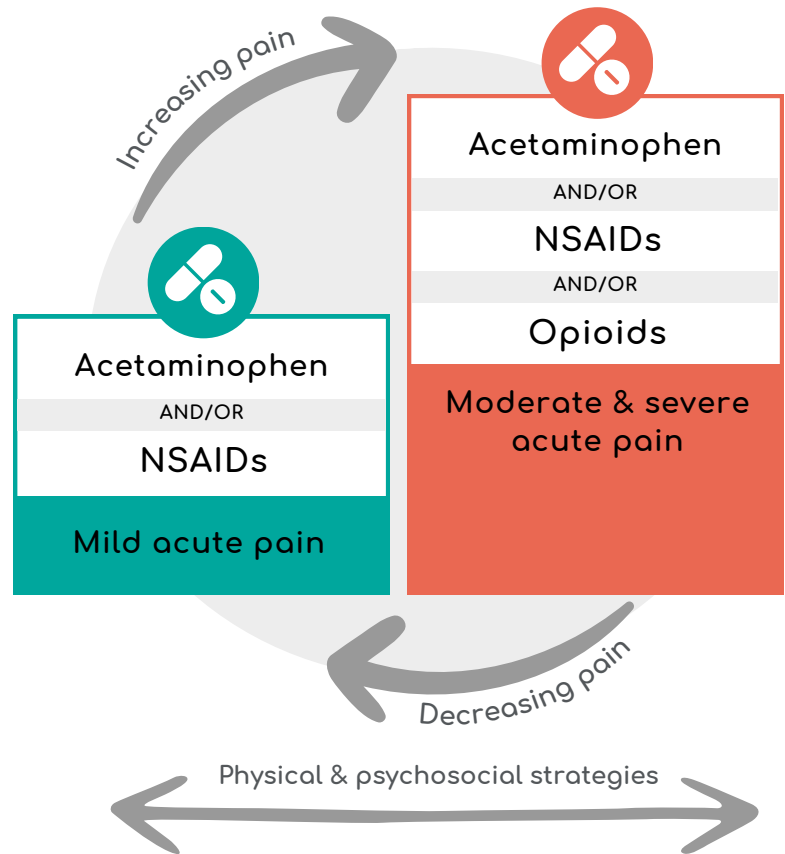 Increasing pain
Acetaminophen
AND/OR
NSAIDs
AND/OR
Opioids
Moderate & severe
acute pain
Acetaminophen
AND/OR
NSAIDs
Mild acute pain
Decreasing pain
Physical & psychosocial strategies